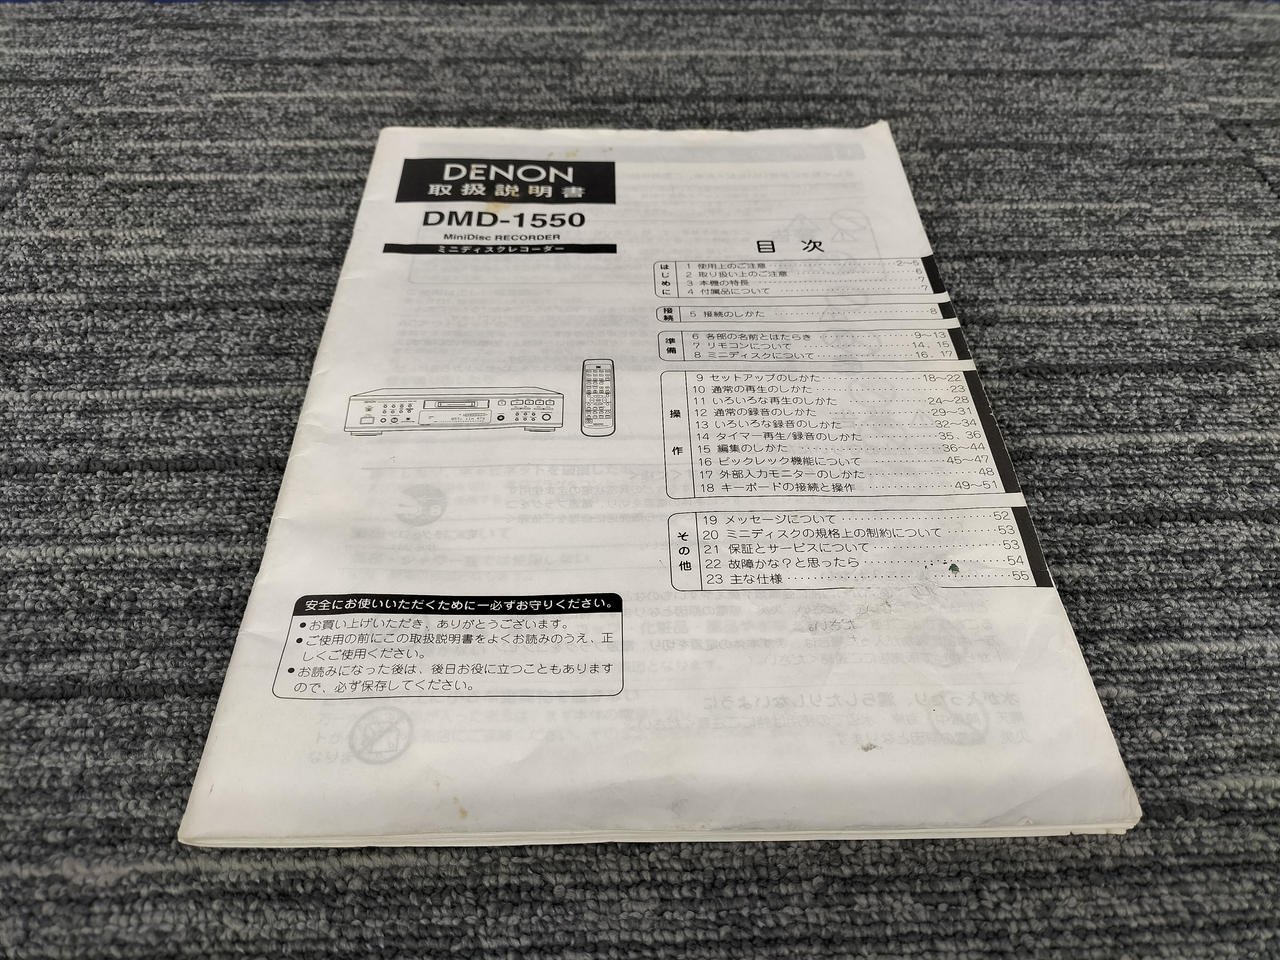 DENON
取扱説明書
DMD-1550
MiniDisc RECORDER
ミニディスクレコーダー
目 次
はじめに
1 使用上のご注意 2〜5
2 取り扱い上のご注意 6
3 本機の特長 7
4 付属品について 7
接続
5 接続のしかた 8
準備
6 各部の名前とはたらき 9〜13
7 リモコンについて 14, 15
8 ミニディスクについて 16, 17
操作
9 セットアップのしかた 18〜22
10 通常の再生のしかた 23
11 いろいろな再生のしかた 24〜28
12 通常の録音のしかた 29〜31
13 いろいろな録音のしかた 32〜34
14 タイマー再生/録音のしかた 35, 36
15 編集のしかた 36〜44
16 ピックレック機能について 45〜47
17 外部入力モニターのしかた 48
18 キーボードの接続と操作 49〜51
その他
19 メッセージについて 52
20 ミニディスクの規格上の制約について 53
21 保証とサービスについて 53
22 故障かな？と思ったら 54
23 主な仕様 55
安全にお使いいただくために―必ずお守りください。
●お買い上げいただき、ありがとうございます。
●ご使用の前にこの取扱説明書をよくお読みのうえ、正
しくご使用ください。
●お読みになった後は、後日お役に立つこともあります
ので、必ず保存してください。